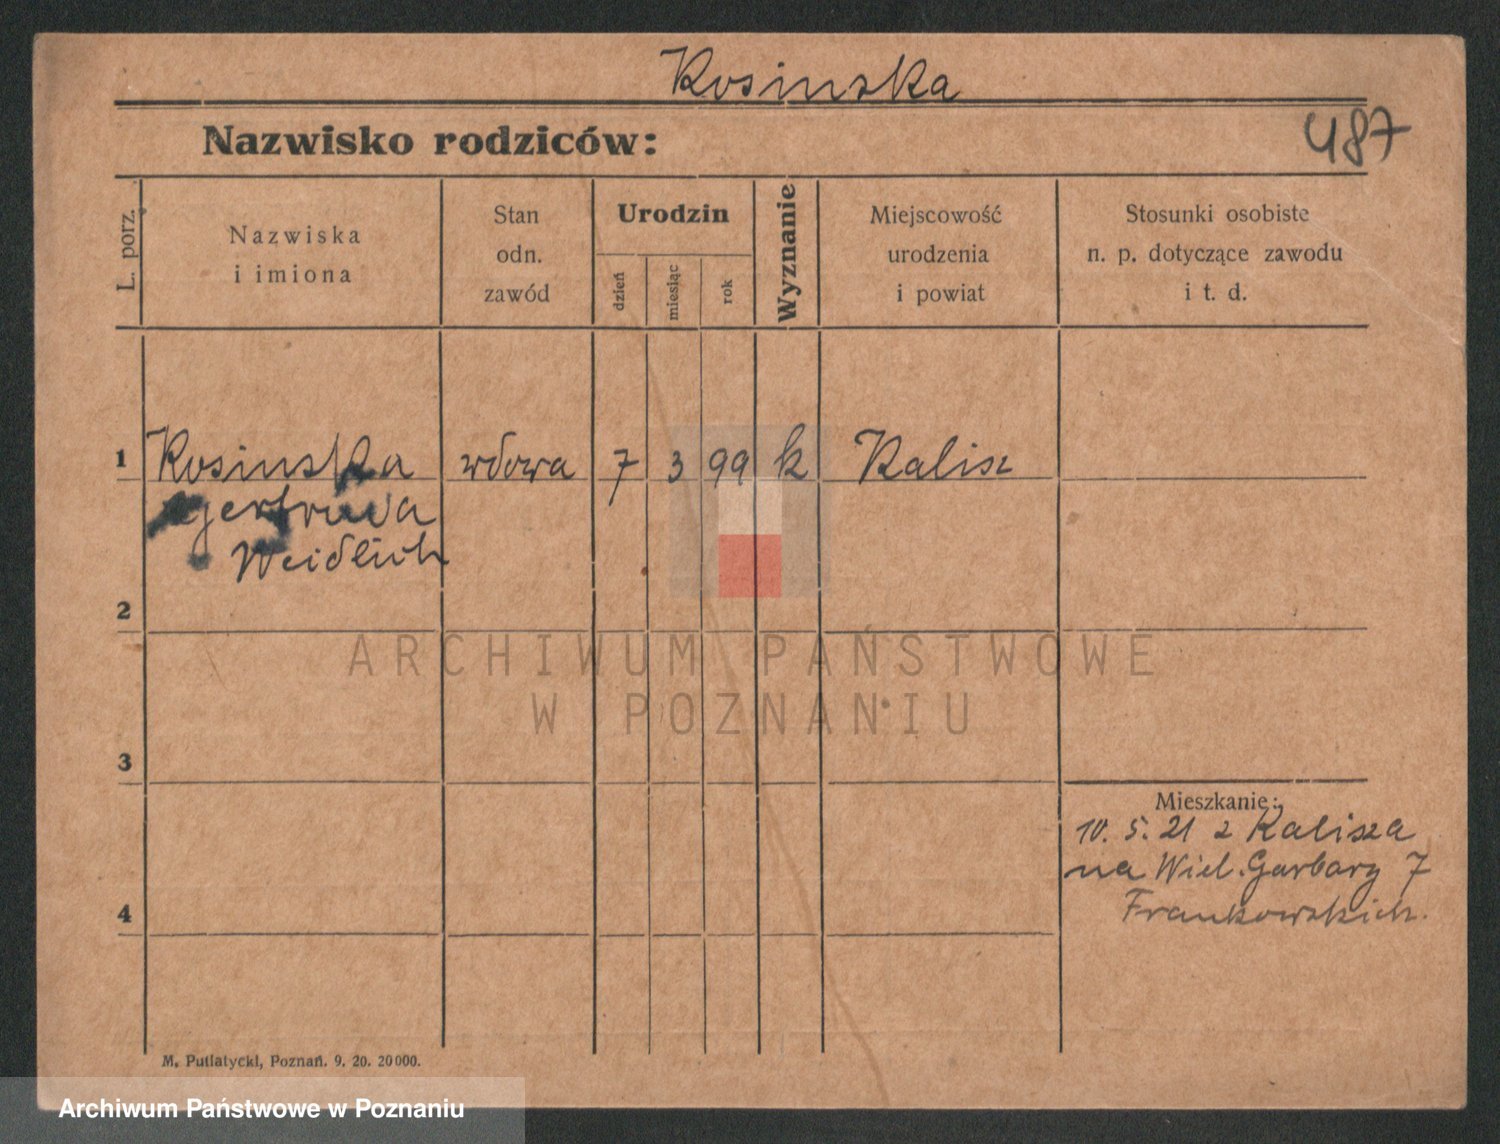 Kosinska
487
Nazwisko rodziców:
L. porz.
Nazwiska
i imiona
Stan
odn.
zawód
Urodzin
dzień
miesiąc
rok
Wyznanie
Miejscowość
urodzenia
i powiat
Stosunki osobiste
n. p. dotyczące zawodu
i t. d.
1 Kosinska wdowa 7 3 99 k Kalisz
gertruda
Weidlich
2
3
4
Mieszkanie:
10. 5. 21 z Kalisza
na Wiel. Garbary 7
Frankowskich.
M. Putiatycki, Poznań. 9. 20. 20000.
ARCHIWUM PAŃSTWOWE
W POZNANIU
Archiwum Państwowe w Poznaniu